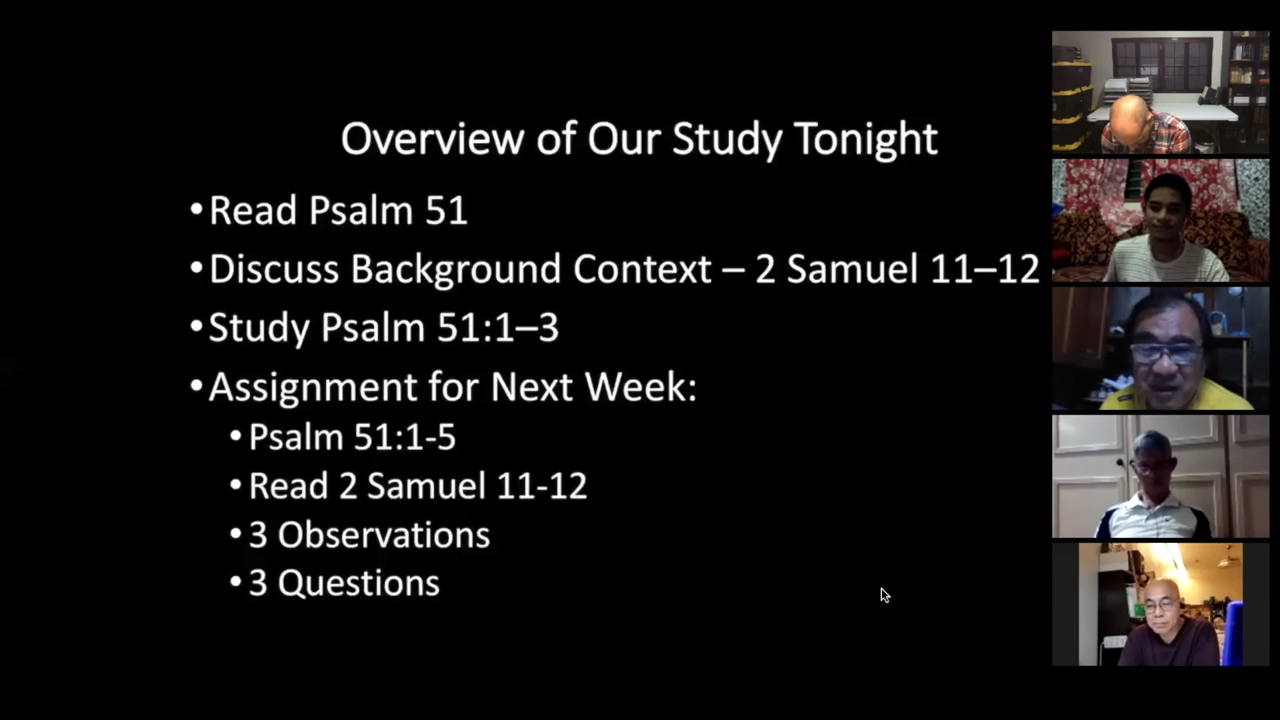 Overview of Our Study Tonight
•Read Psalm 51
•Discuss Background Context – 2 Samuel 11–12
•Study Psalm 51:1–3
•Assignment for Next Week:
•Psalm 51:1-5
•Read 2 Samuel 11-12
•3 Observations
•3 Questions